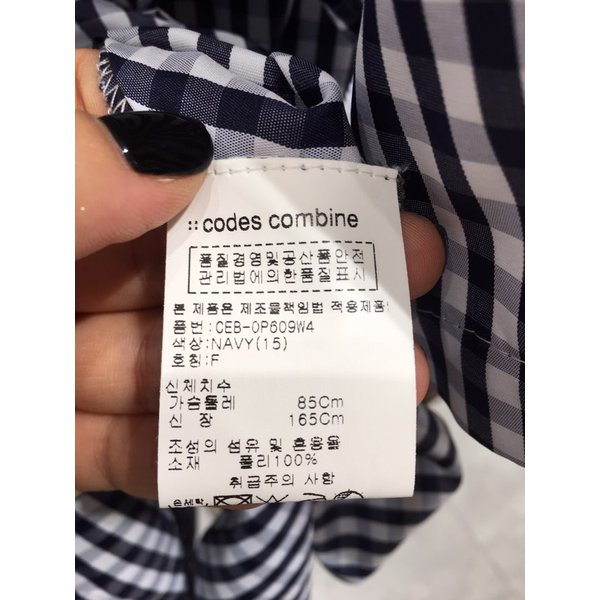 codes combine
품질경영및공산품안전
관리법에의한품질표시
본 제품은 제조물책임법 적용제품
품번:CEB-OP609W4
색상:NAVY(15)
호칭:F
신체치수
가슴둘레 85Cm
신 장 165Cm
조성의 섬유 및 혼용율
소재 폴리100%
취급주의 사항
손세탁,